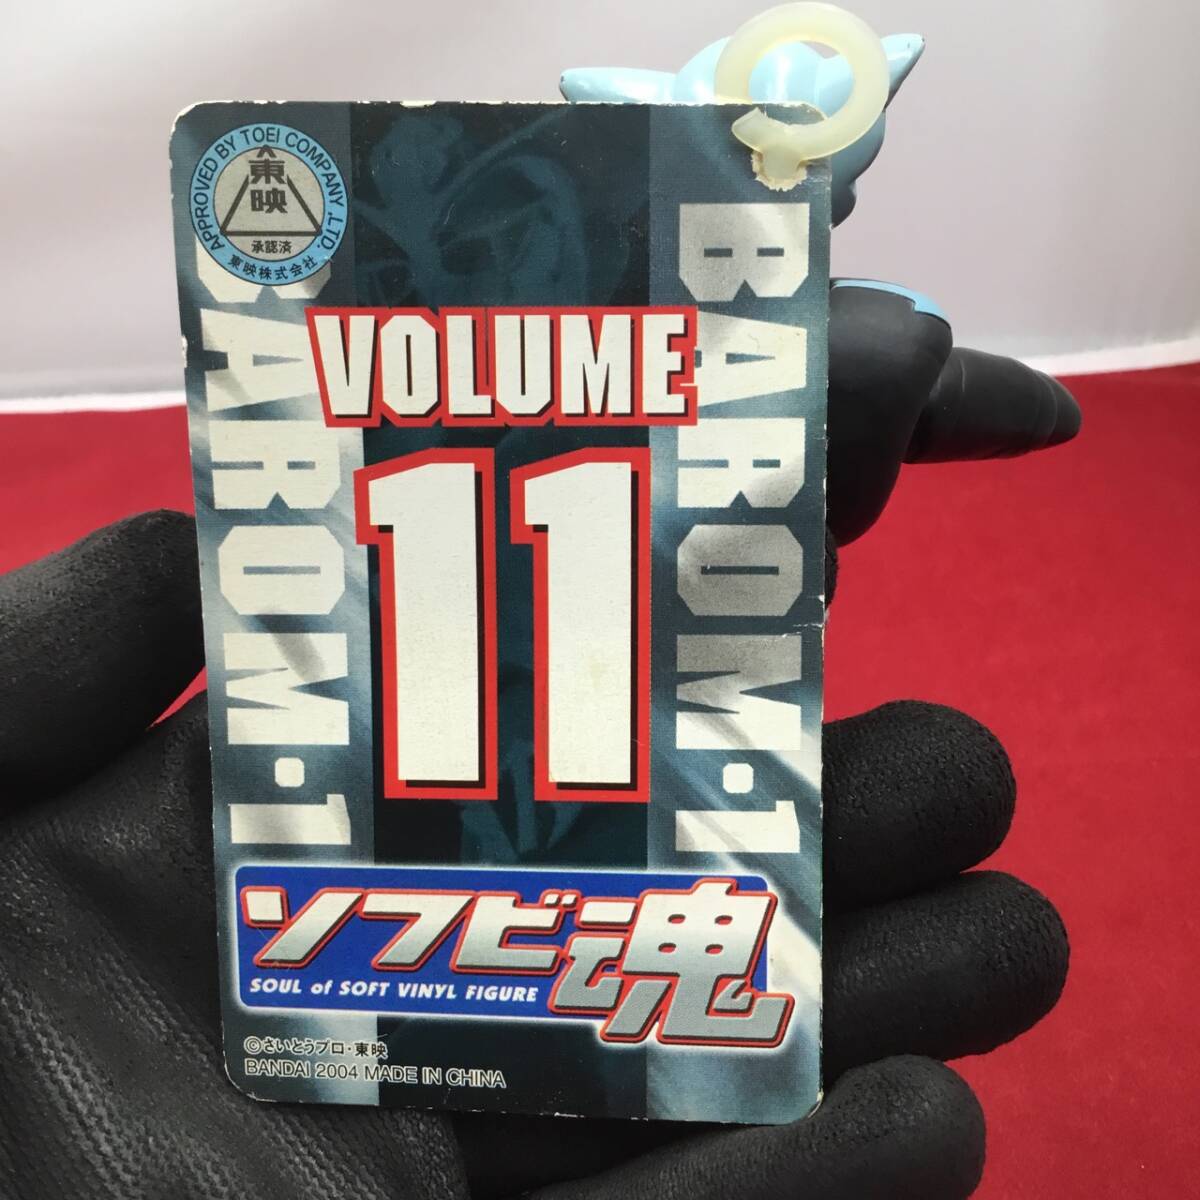 APPROVED BY TOEI COMPANY ,LTD.
東映
承認済
東映株式会社
BAROM・1
VOLUME
11
BAROM・1
ソフビ魂
SOUL of SOFT VINYL FIGURE
©さいとうプロ・東映
BANDAI 2004 MADE IN CHINA